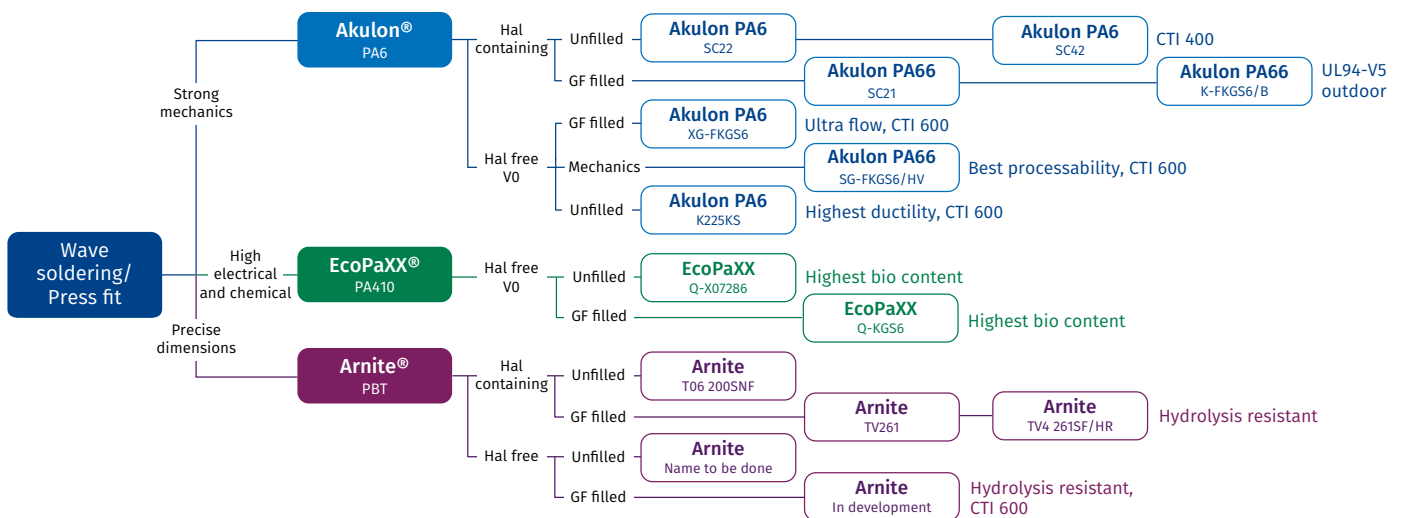 Wave
soldering/
Press fit
Strong
mechanics
Akulon®
PA6
Hal
containing
Unfilled
Akulon PA6
SC22
Akulon PA6
SC42
CTI 400
GF filled
Akulon PA66
SC21
Akulon PA66
K-FKGS6/B
UL94-V5
outdoor
Hal free
V0
GF filled
Akulon PA6
XG-FKGS6
Ultra flow, CTI 600
Mechanics
Akulon PA66
SG-FKGS6/HV
Best processability, CTI 600
Unfilled
Akulon PA6
K225KS
Highest ductility, CTI 600
High
electrical
and chemical
EcoPaXX®
PA410
Hal free
V0
Unfilled
EcoPaXX
Q-X07286
Highest bio content
GF filled
EcoPaXX
Q-KGS6
Highest bio content
Precise
dimensions
Arnite®
PBT
Hal
containing
Unfilled
Arnite
T06 200SNF
GF filled
Arnite
TV261
Arnite
TV4 261SF/HR
Hydrolysis resistant
Hal free
Unfilled
Arnite
Name to be done
GF filled
Arnite
In development
Hydrolysis resistant,
CTI 600